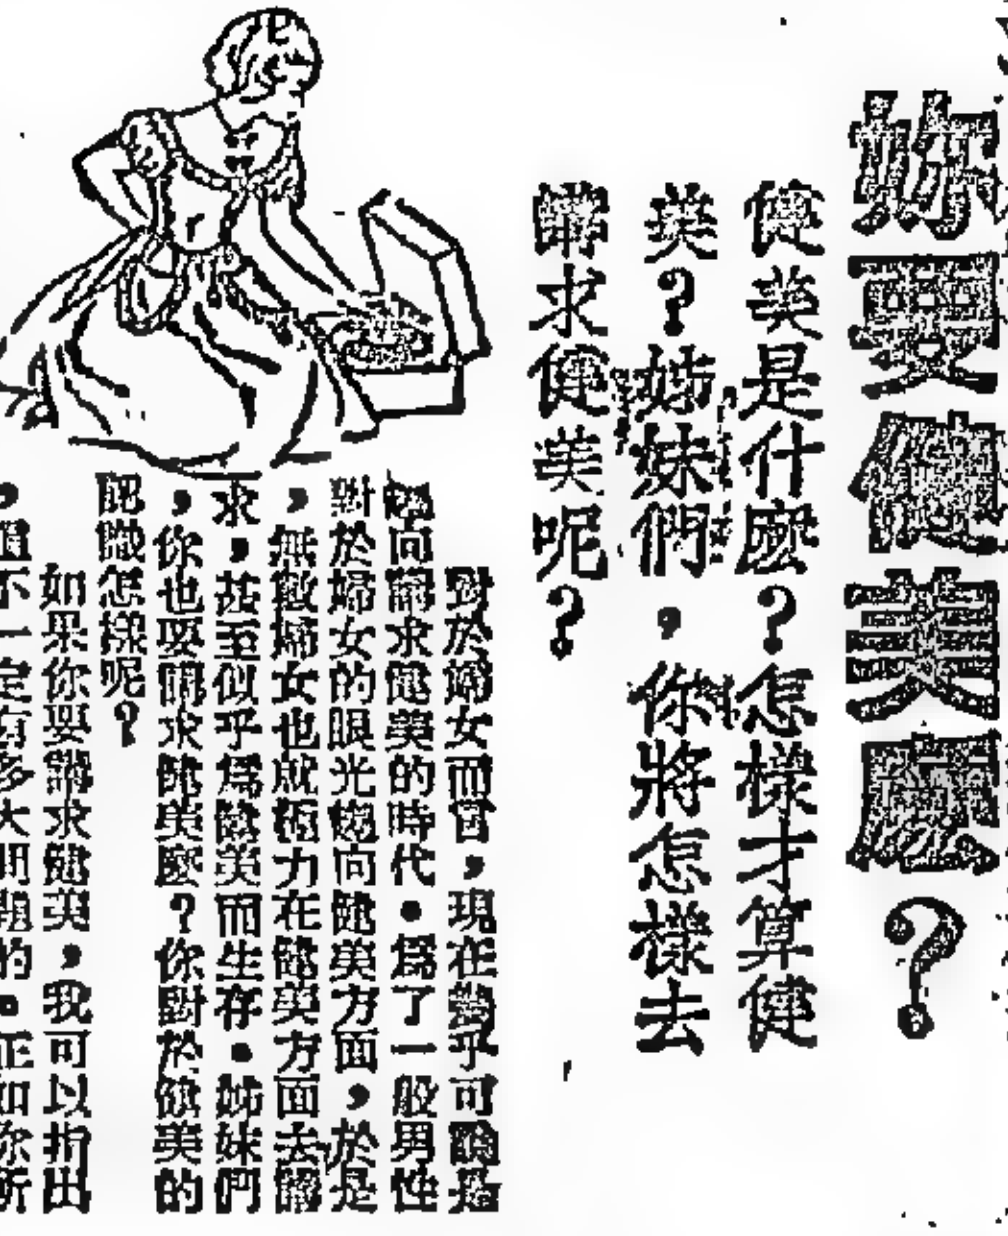 妳要健美麼?
健美是什麼?怎樣才算健
美?姊妹們,你將怎樣去
講求健美呢?
對於婦女而言,現在幾乎可說是
趨向講求健美的時代。為了一般男性
對於婦女的眼光趨向健美方面,於是
,無數婦女也就極力在健美方面去講
求,甚至似乎為健美而生存。姊妹們
,你也要講求健美麼?你對於健美的
認識怎樣呢?
如果你要講求健美,我可以指出
,這不一定有多大問題的。正如你所